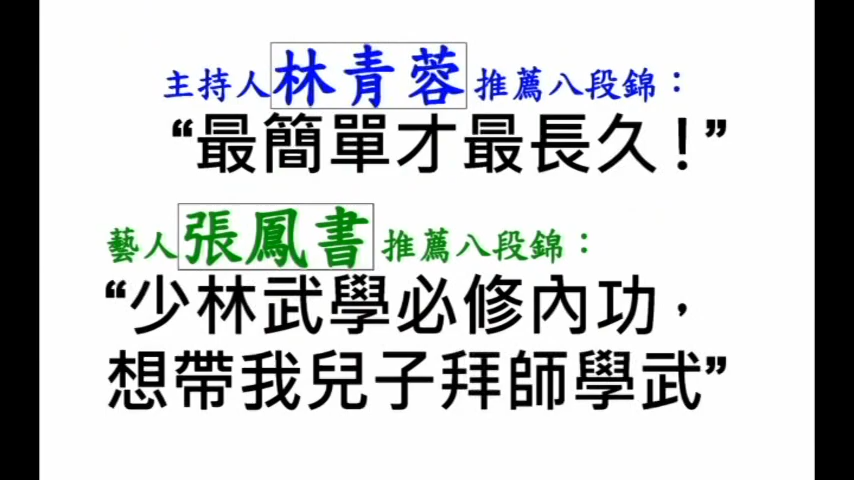 主持人林青蓉推薦八段錦：
“最簡單才最長久！”
藝人張鳳書推薦八段錦：
“少林武學必修內功，
想帶我兒子拜師學武”